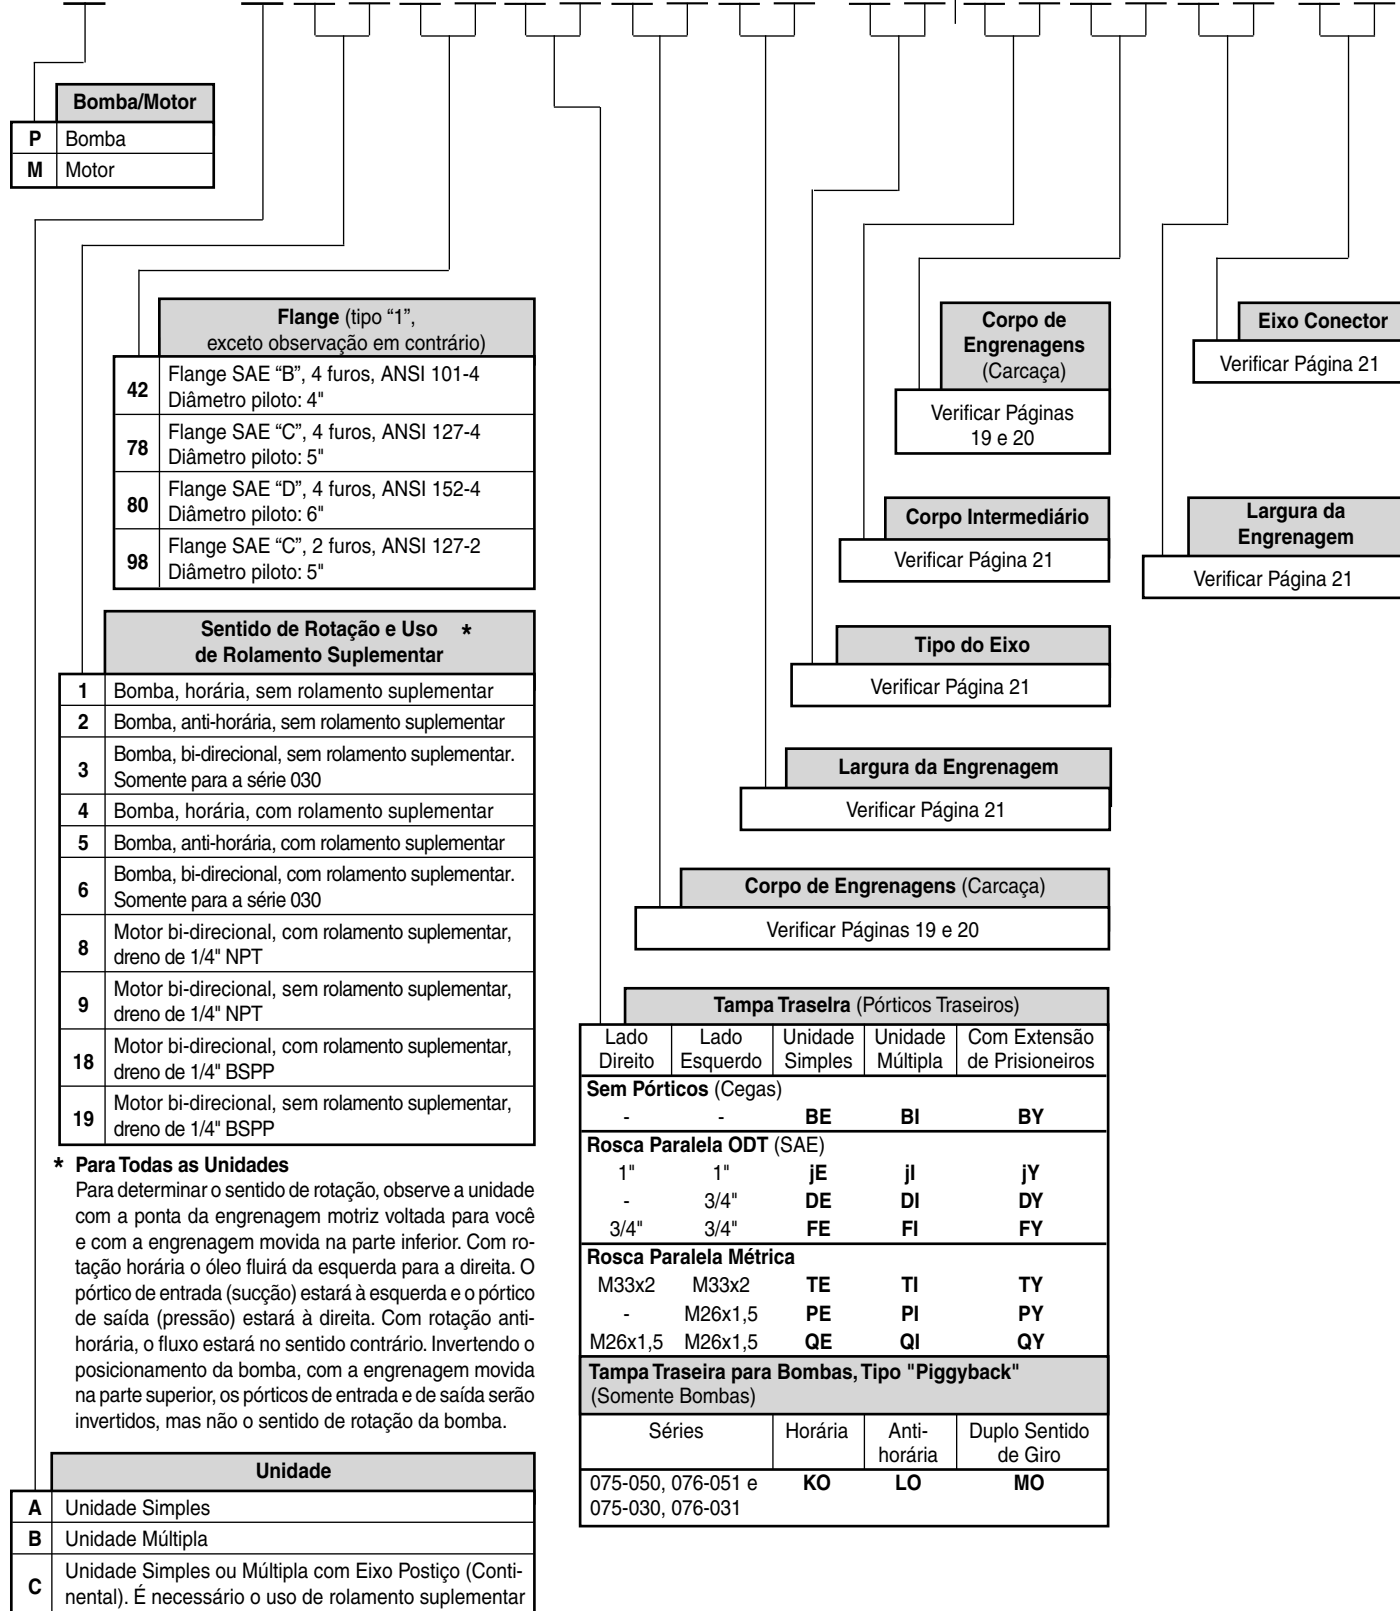 Bomba/Motor
P Bomba
M Motor
Flange (tipo “1”,
exceto observação em contrário)
42 Flange SAE “B”, 4 furos, ANSI 101-4
Diâmetro piloto: 4"
78 Flange SAE “C”, 4 furos, ANSI 127-4
Diâmetro piloto: 5"
80 Flange SAE “D”, 4 furos, ANSI 152-4
Diâmetro piloto: 6"
98 Flange SAE “C”, 2 furos, ANSI 127-2
Diâmetro piloto: 5"
Sentido de Rotação e Uso *
de Rolamento Suplementar
1 Bomba, horária, sem rolamento suplementar
2 Bomba, anti-horária, sem rolamento suplementar
3 Bomba, bi-direcional, sem rolamento suplementar.
Somente para a série 030
4 Bomba, horária, com rolamento suplementar
5 Bomba, anti-horária, com rolamento suplementar
6 Bomba, bi-direcional, com rolamento suplementar.
Somente para a série 030
8 Motor bi-direcional, com rolamento suplementar,
dreno de 1/4" NPT
9 Motor bi-direcional, sem rolamento suplementar,
dreno de 1/4" NPT
18 Motor bi-direcional, com rolamento suplementar,
dreno de 1/4" BSPP
19 Motor bi-direcional, sem rolamento suplementar,
dreno de 1/4" BSPP
* Para Todas as Unidades
Para determinar o sentido de rotação, observe a unidade
com a ponta da engrenagem motriz voltada para você
e com a engrenagem movida na parte inferior. Com ro-
tação horária o óleo fluirá da esquerda para a direita. O
pórtico de entrada (sucção) estará à esquerda e o pórtico
de saída (pressão) estará à direita. Com rotação anti-
horária, o fluxo estará no sentido contrário. Invertendo o
posicionamento da bomba, com a engrenagem movida
na parte superior, os pórticos de entrada e de saída serão
invertidos, mas não o sentido de rotação da bomba.
Unidade
A Unidade Simples
B Unidade Múltipla
C Unidade Simples ou Múltipla com Eixo Postiço (Conti-
nental). É necessário o uso de rolamento suplementar
Corpo de
Engrenagens
(Carcaça)
Verificar Páginas
19 e 20
Eixo Conector
Verificar Página 21
Corpo Intermediário
Verificar Página 21
Largura da
Engrenagem
Verificar Página 21
Tipo do Eixo
Verificar Página 21
Largura da Engrenagem
Verificar Página 21
Corpo de Engrenagens (Carcaça)
Verificar Páginas 19 e 20
Tampa Traselra (Pórticos Traseiros)
Lado Lado Unidade Unidade Com Extensão
Direito Esquerdo Simples Múltipla de Prisioneiros
Sem Pórticos (Cegas)
- - BE BI BY
Rosca Paralela ODT (SAE)
1" 1" jE jI jY
- 3/4" DE DI DY
3/4" 3/4" FE FI FY
Rosca Paralela Métrica
M33x2 M33x2 TE TI TY
- M26x1,5 PE PI PY
M26x1,5 M26x1,5 QE QI QY
Tampa Traseira para Bombas, Tipo "Piggyback"
(Somente Bombas)
Séries Horária Anti- Duplo Sentido
horária de Giro
075-050, 076-051 e KO LO MO
075-030, 076-031